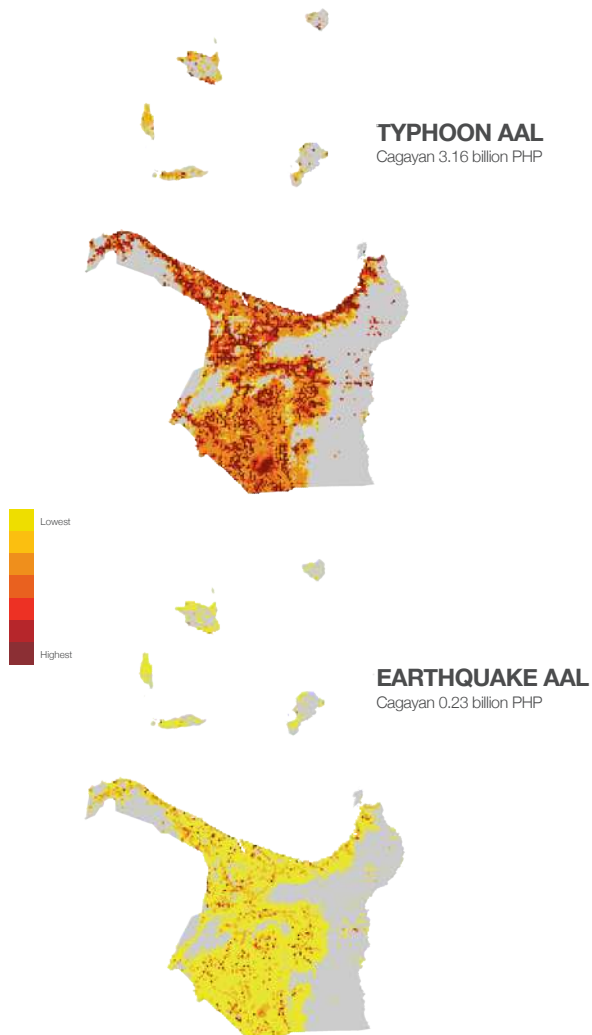 TYPHOON AAL
Cagayan 3.16 billion PHP
Lowest
Highest
EARTHQUAKE AAL
Cagayan 0.23 billion PHP